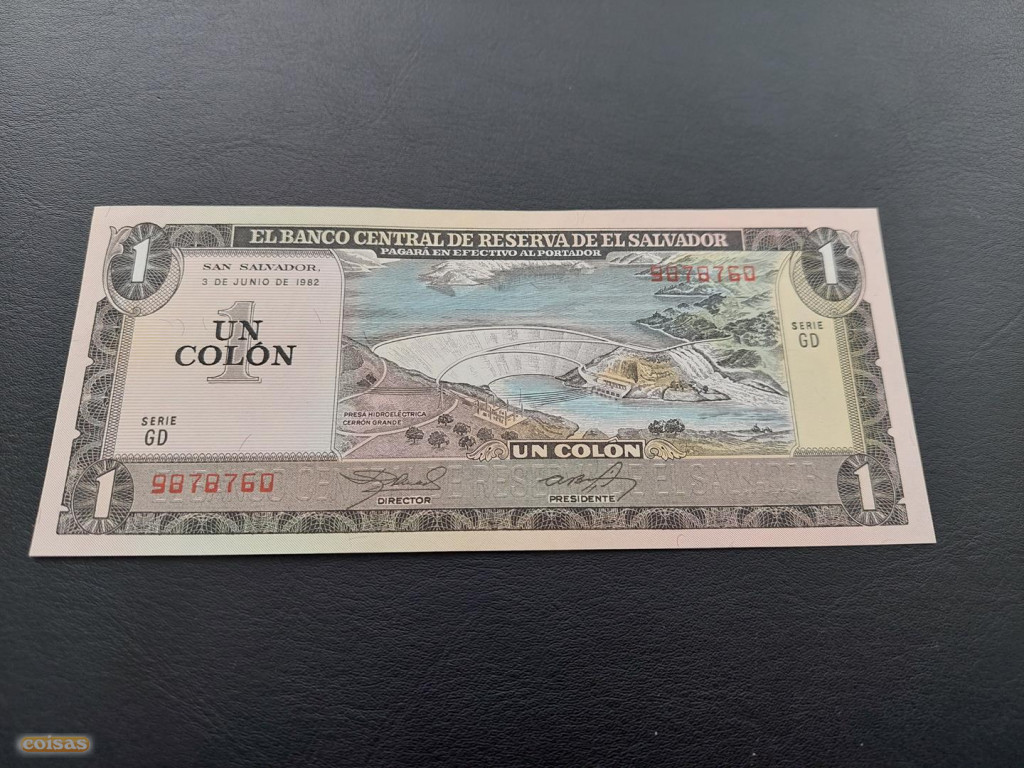 EL BANCO CENTRAL DE RESERVA DE EL SALVADOR
PAGARÁ EN EFECTIVO AL PORTADOR
1
1
SAN SALVADOR,
3 DE JUNIO DE 1982
9878760
1
UN
COLÓN
SERIE
GD
SERIE
GD
PRESA HIDROELÉCTRICA
CERRÓN GRANDE
UN COLÓN
1
9878760
DIRECTOR
PRESIDENTE
1
coisas